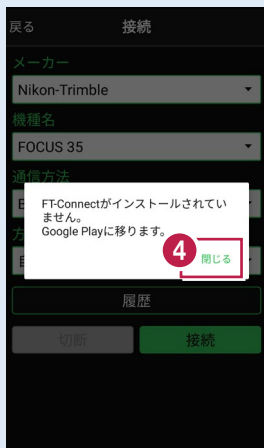 戻る 接続
メーカー
Nikon-Trimble
機種名
FOCUS 35
通信方法
FT-Connectがインストールされてい
ません。
Google Playに移ります。
4
閉じる
履歴
切断 接続